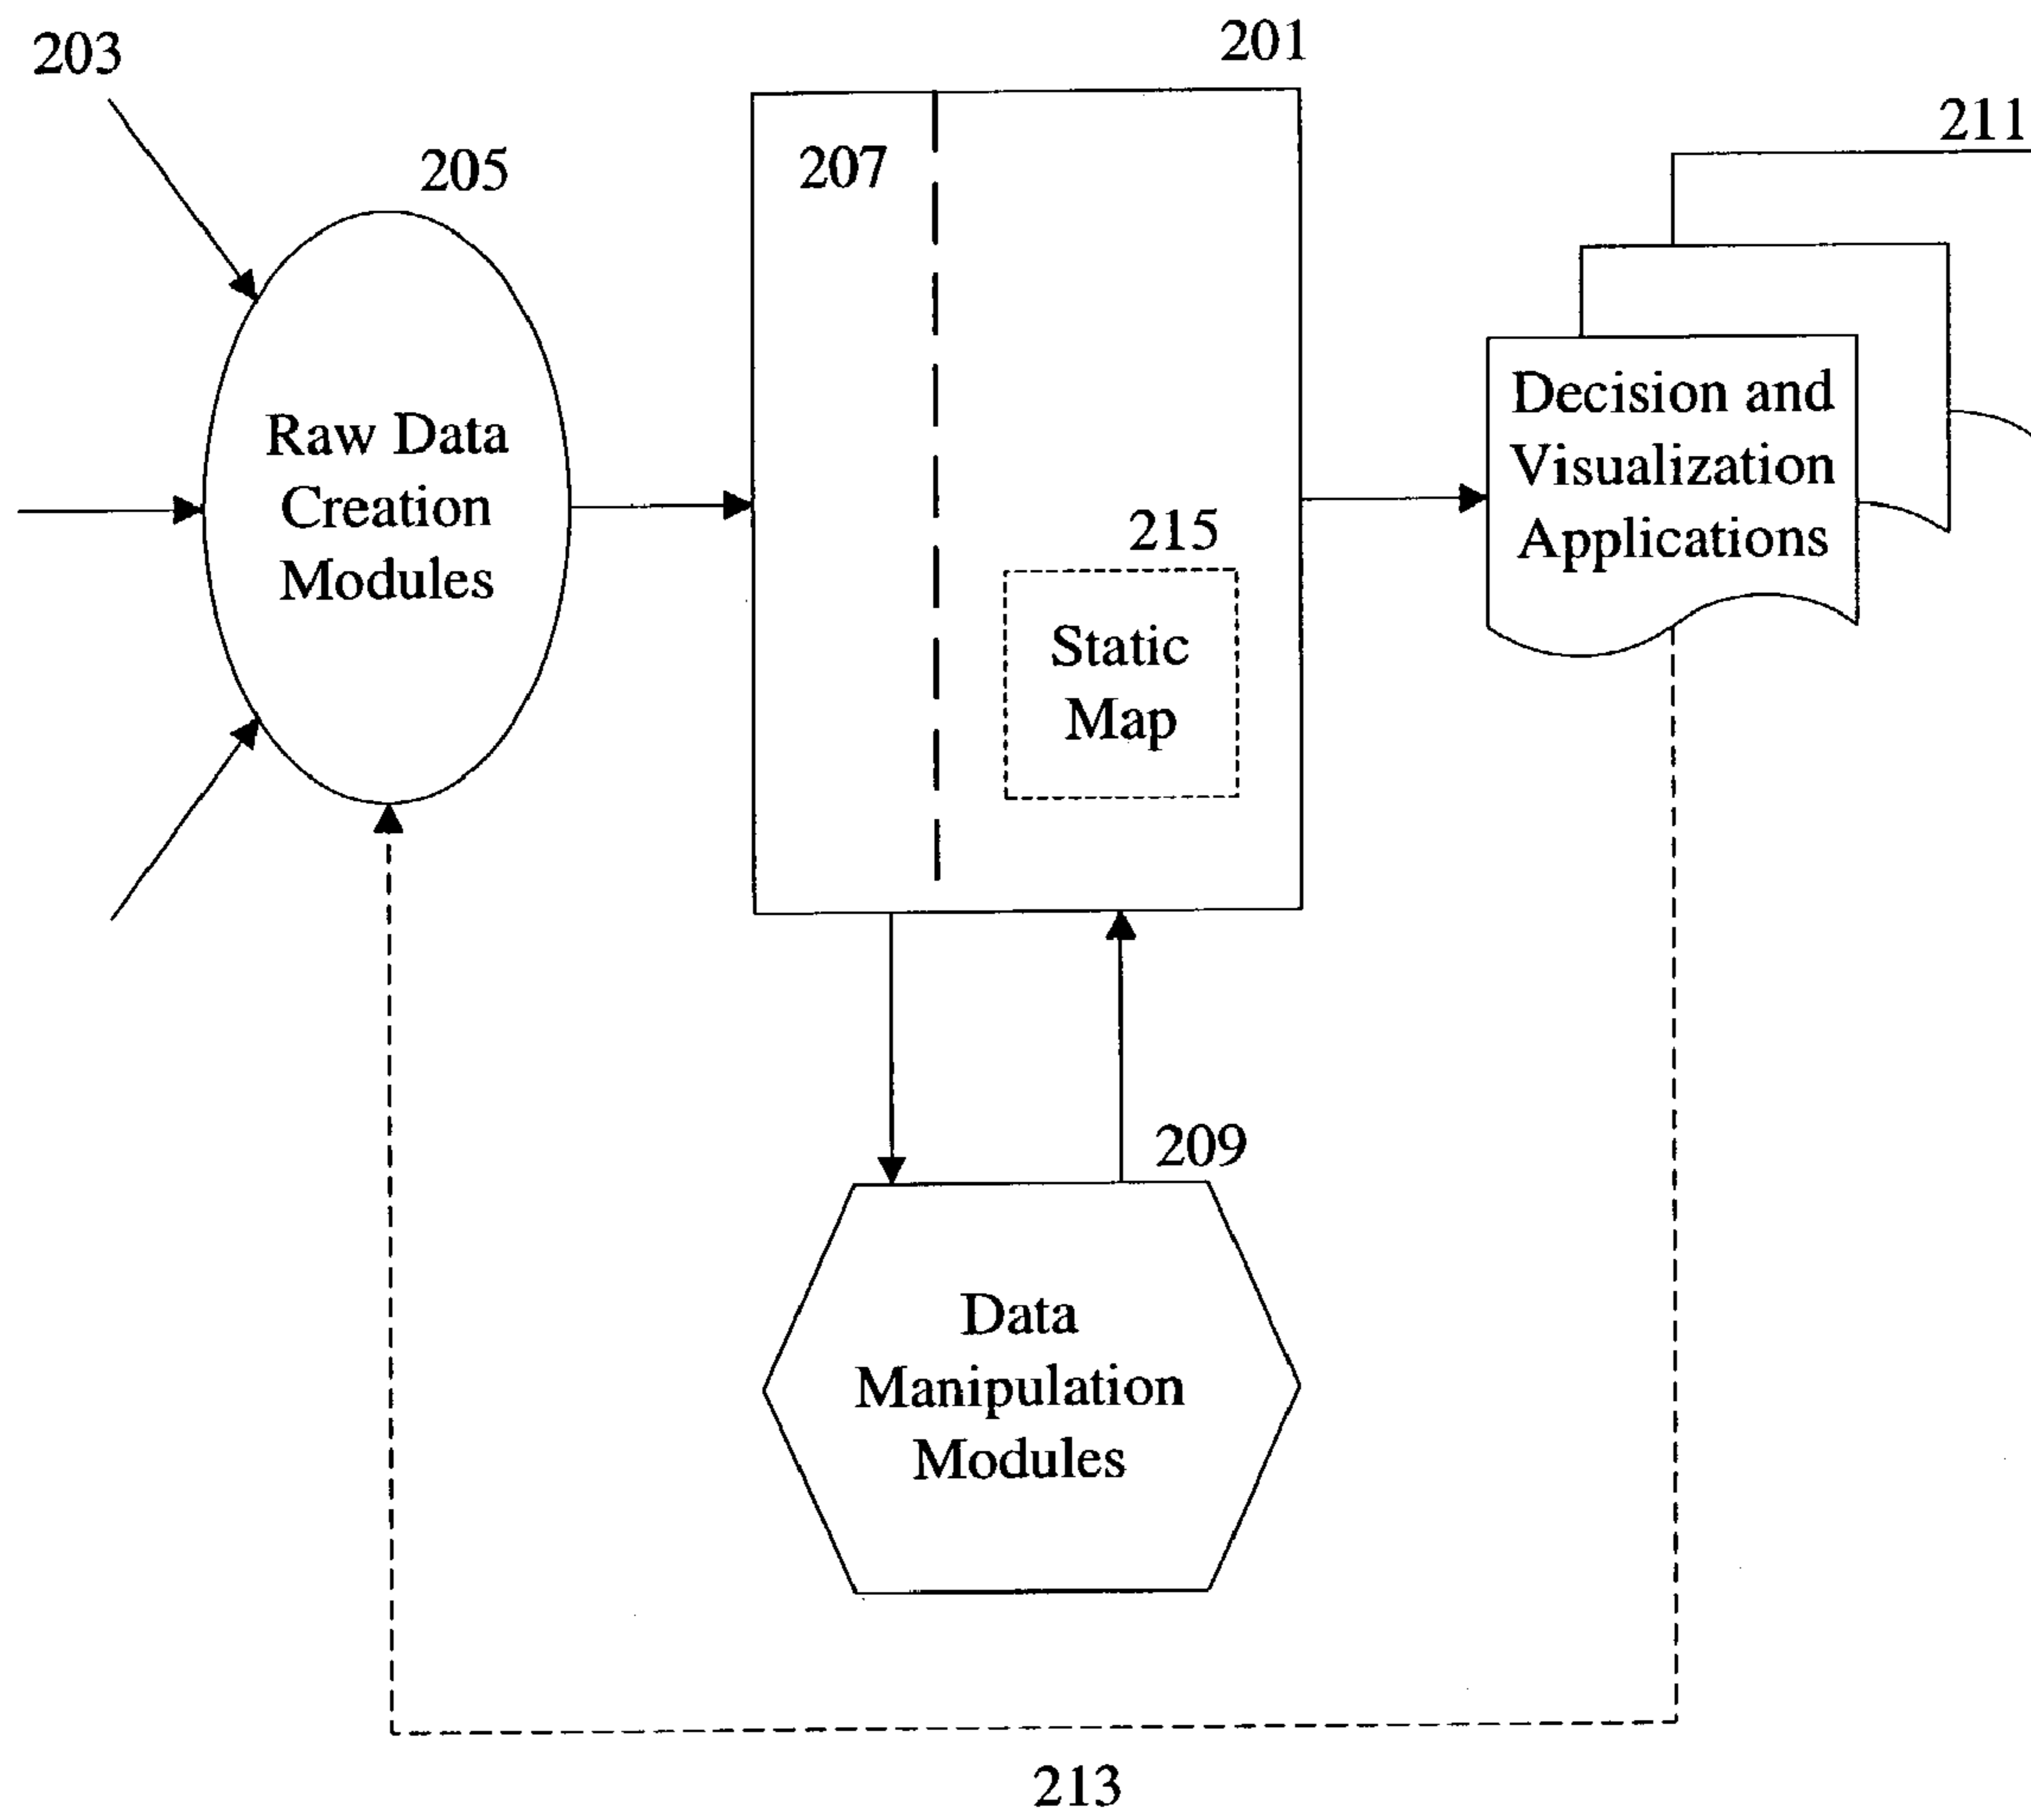 203
201
211
205
207
Raw Data
Creation
Modules
215
Static
Map
Decision and
Visualization
Applications
209
Data
Manipulation
Modules
213